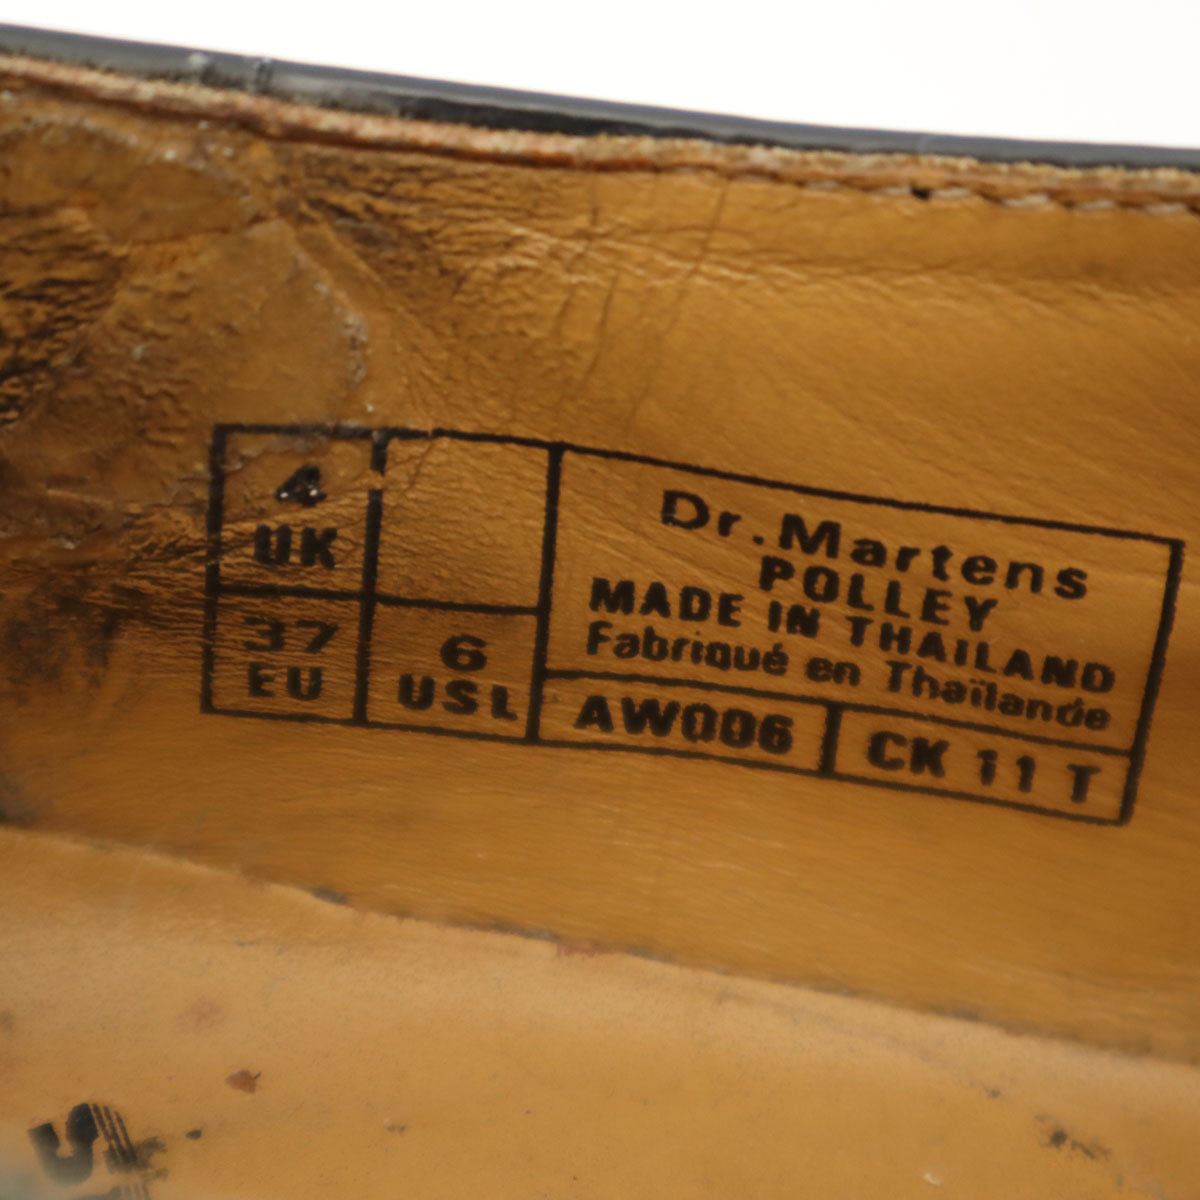 4
UK
37
EU
6
USL
Dr.Martens
POLLEY
MADE IN THAILAND
Fabriqué en Thaïlande
AW006
CK 11 T